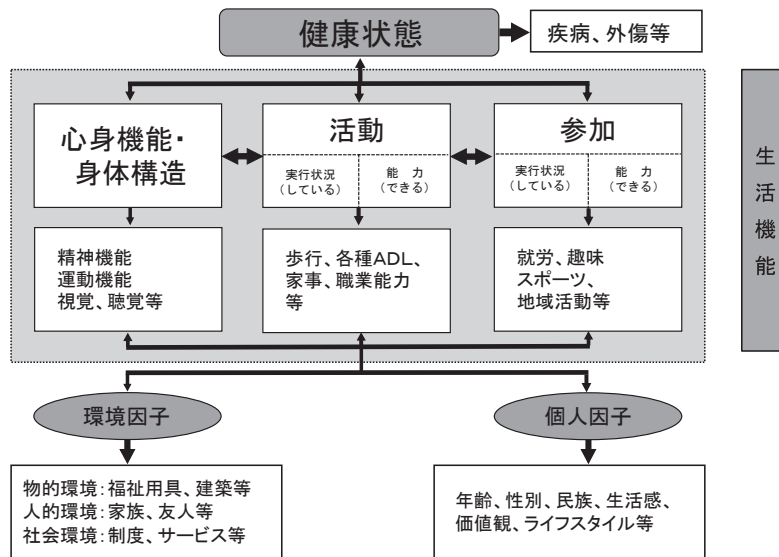 健康状態
疾病、外傷等
心身機能・
身体構造
活動
実行状況
(している)
能 力
(できる)
参加
実行状況
(している)
能 力
(できる)
生活機能
精神機能
運動機能
視覚、聴覚等
歩行、各種ADL、
家事、職業能力
等
就労、趣味
スポーツ、
地域活動等
環境因子
個人因子
物的環境:福祉用具、建築等
人的環境:家族、友人等
社会環境:制度、サービス等
年齢、性別、民族、生活感、
価値観、ライフスタイル等